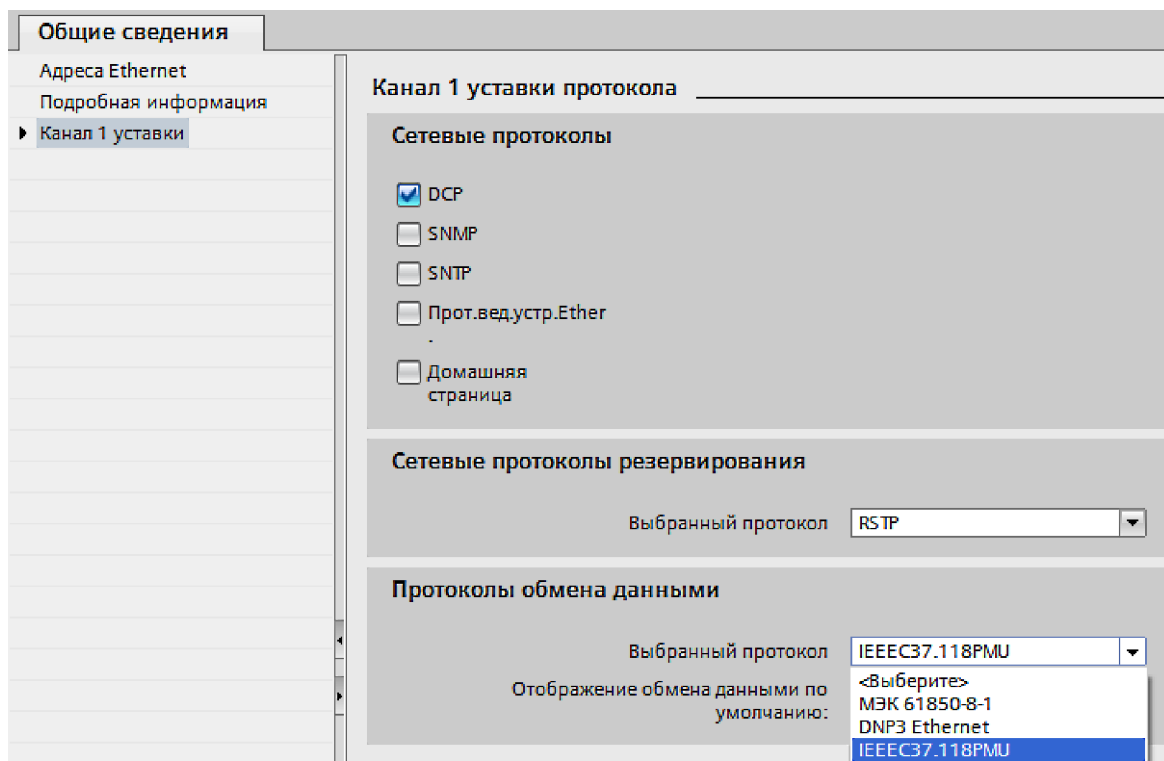 Общие сведения
Адреса Ethernet
Подробная информация
Канал 1 уставки
Канал 1 уставки протокола
Сетевые протоколы
DCP
SNMP
SNTP
Прот.вед.устр.Ether
.
Домашняя
страница
Сетевые протоколы резервирования
Выбранный протокол RSTP
Протоколы обмена данными
Выбранный протокол IEEEC37.118PMU
Отображение обмена данными по
умолчанию:
<Выберите>
МЭК 61850-8-1
DNP3 Ethernet
IEEEC37.118PMU